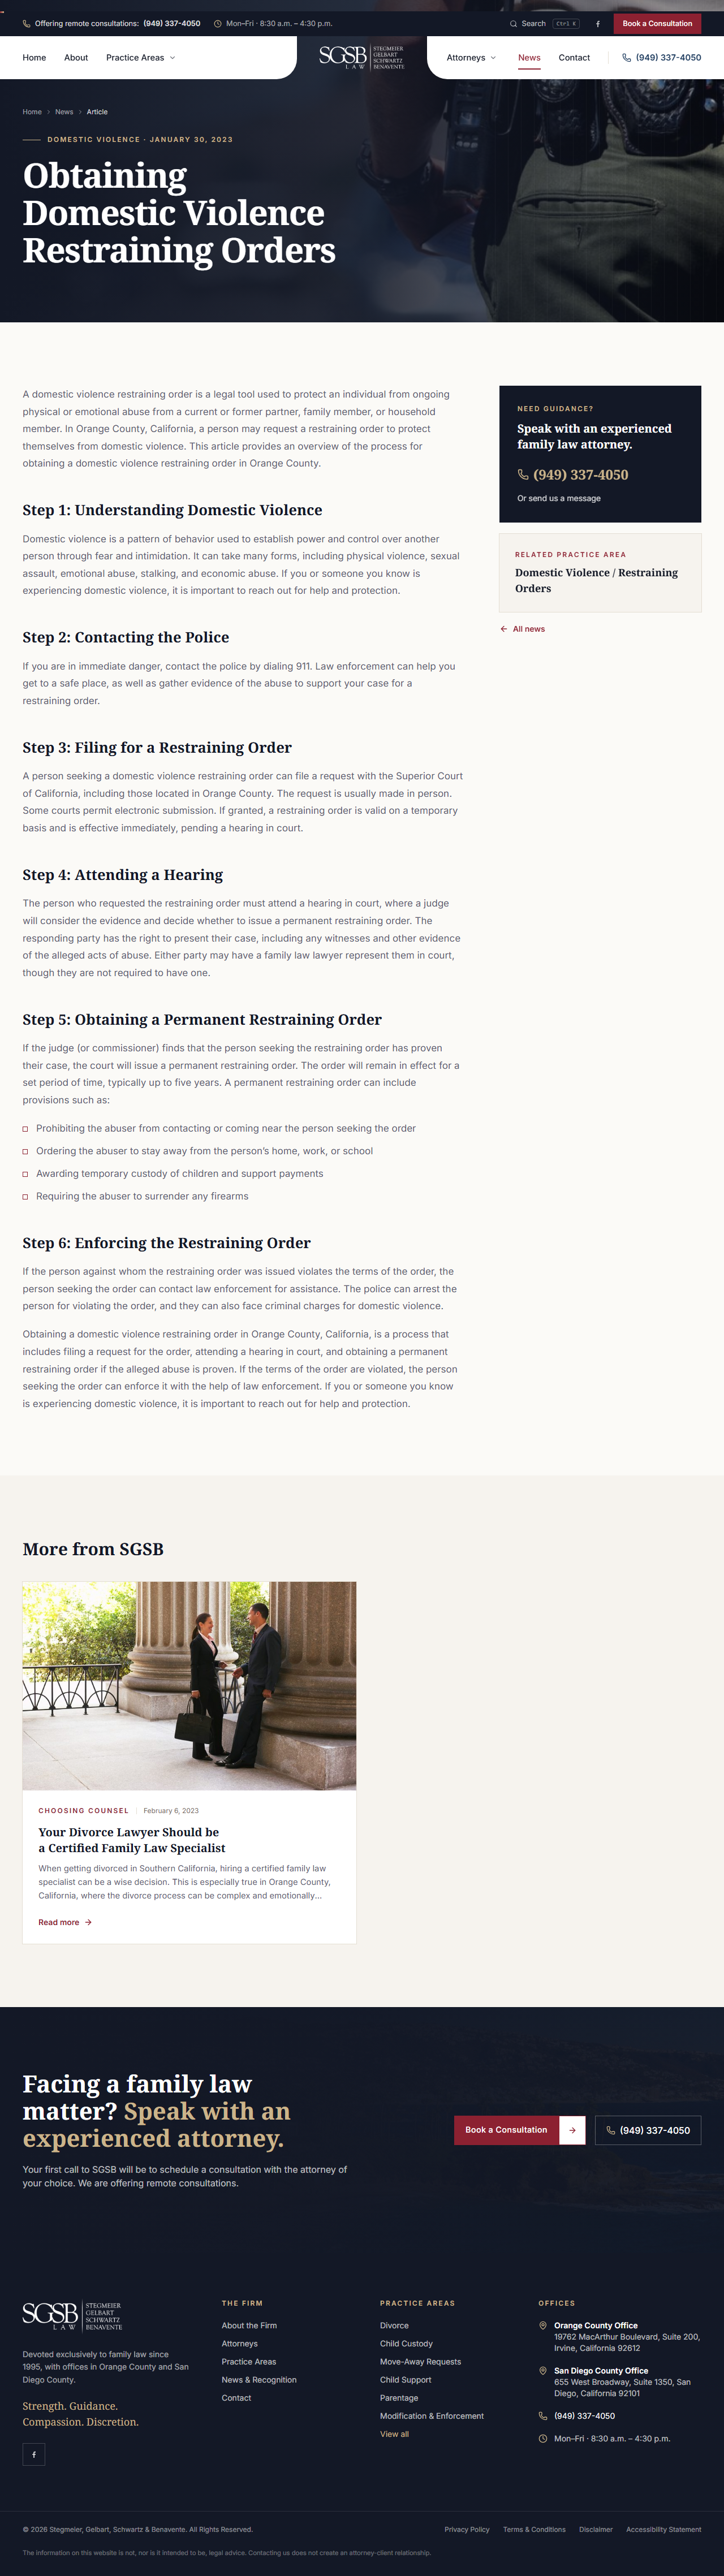 Offering remote consultations: (949) 337-4050
Mon–Fri · 8:30 a.m. – 4:30 p.m.
Search
Ctrl K
Book a Consultation
Home
About
Practice Areas
SGSB
LAW
STEGMEIER
GELBART
SCHWARTZ
BENAVENTE
Attorneys
News
Contact
(949) 337-4050
Home › News › Article
DOMESTIC VIOLENCE · JANUARY 30, 2023
Obtaining
Domestic Violence
Restraining Orders
A domestic violence restraining order is a legal tool used to protect an individual from ongoing
physical or emotional abuse from a current or former partner, family member, or household
member. In Orange County, California, a person may request a restraining order to protect
themselves from domestic violence. This article provides an overview of the process for
obtaining a domestic violence restraining order in Orange County.
Step 1: Understanding Domestic Violence
Domestic violence is a pattern of behavior used to establish power and control over another
person through fear and intimidation. It can take many forms, including physical violence, sexual
assault, emotional abuse, stalking, and economic abuse. If you or someone you know is
experiencing domestic violence, it is important to reach out for help and protection.
Step 2: Contacting the Police
If you are in immediate danger, contact the police by dialing 911. Law enforcement can help you
get to a safe place, as well as gather evidence of the abuse to support your case for a
restraining order.
Step 3: Filing for a Restraining Order
A person seeking a domestic violence restraining order can file a request with the Superior Court
of California, including those located in Orange County. The request is usually made in person.
Some courts permit electronic submission. If granted, a restraining order is valid on a temporary
basis and is effective immediately, pending a hearing in court.
Step 4: Attending a Hearing
The person who requested the restraining order must attend a hearing in court, where a judge
will consider the evidence and decide whether to issue a permanent restraining order. The
responding party has the right to present their case, including any witnesses and other evidence
of the alleged acts of abuse. Either party may have a family law lawyer represent them in court,
though they are not required to have one.
Step 5: Obtaining a Permanent Restraining Order
If the judge (or commissioner) finds that the person seeking the restraining order has proven
their case, the court will issue a permanent restraining order. The order will remain in effect for a
set period of time, typically up to five years. A permanent restraining order can include
provisions such as:
Prohibiting the abuser from contacting or coming near the person seeking the order
Ordering the abuser to stay away from the person's home, work, or school
Awarding temporary custody of children and support payments
Requiring the abuser to surrender any firearms
Step 6: Enforcing the Restraining Order
If the person against whom the restraining order was issued violates the terms of the order, the
person seeking the order can contact law enforcement for assistance. The police can arrest the
person for violating the order, and they can also face criminal charges for domestic violence.
Obtaining a domestic violence restraining order in Orange County, California, is a process that
includes filing a request for the order, attending a hearing in court, and obtaining a permanent
restraining order if the alleged abuse is proven. If the terms of the order are violated, the person
seeking the order can enforce it with the help of law enforcement. If you or someone you know
is experiencing domestic violence, it is important to reach out for help and protection.
NEED GUIDANCE?
Speak with an experienced
family law attorney.
(949) 337-4050
Or send us a message
RELATED PRACTICE AREA
Domestic Violence / Restraining
Orders
← All news
More from SGSB
CHOOSING COUNSEL
February 6, 2023
Your Divorce Lawyer Should be
a Certified Family Law Specialist
When getting divorced in Southern California, hiring a certified family law
specialist can be a wise decision. This is especially true in Orange County,
California, where the divorce process can be complex and emotionally...
Read more →
Facing a family law
matter? Speak with an
experienced attorney.
Your first call to SGSB will be to schedule a consultation with the attorney of
your choice. We are offering remote consultations.
Book a Consultation →
(949) 337-4050
SGSB
LAW
STEGMEIER
GELBART
SCHWARTZ
BENAVENTE
Devoted exclusively to family law since
1995, with offices in Orange County and San
Diego County.
Strength. Guidance.
Compassion. Discretion.
THE FIRM
About the Firm
Attorneys
Practice Areas
News & Recognition
Contact
PRACTICE AREAS
Divorce
Child Custody
Move-Away Requests
Child Support
Parentage
Modification & Enforcement
View all
OFFICES
Orange County Office
19762 MacArthur Boulevard, Suite 200,
Irvine, California 92612
San Diego County Office
655 West Broadway, Suite 1350, San
Diego, California 92101
(949) 337-4050
Mon–Fri · 8:30 a.m. – 4:30 p.m.
© 2026 Stegmeier, Gelbart, Schwartz & Benavente. All Rights Reserved.
Privacy Policy
Terms & Conditions
Disclaimer
Accessibility Statement
The information on this website is not, nor is it intended to be, legal advice. Contacting us does not create an attorney-client relationship.